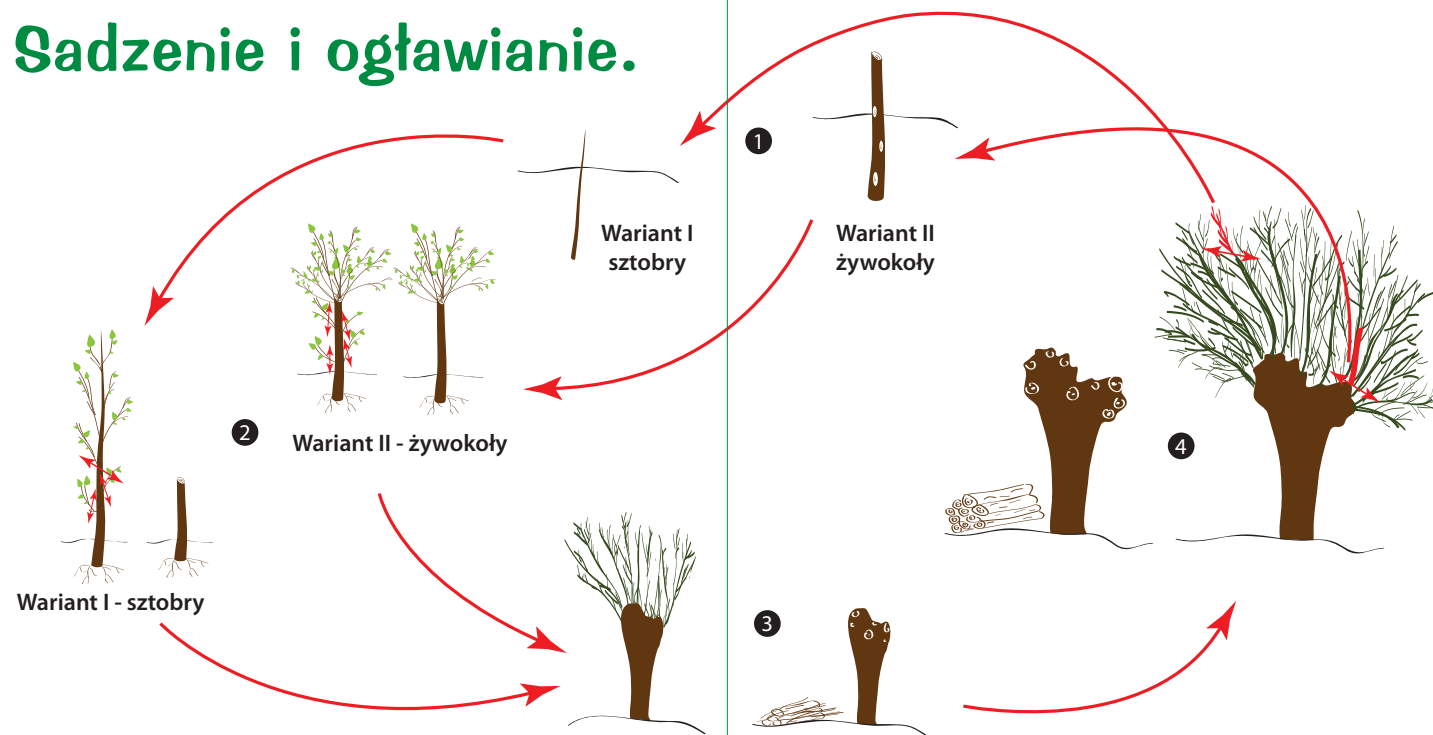 Sadzenie i ogławianie.
1
Wariant I
sztobry
Wariant II
żywokoły
2
Wariant II - żywokoły
4
Wariant I - sztobry
3